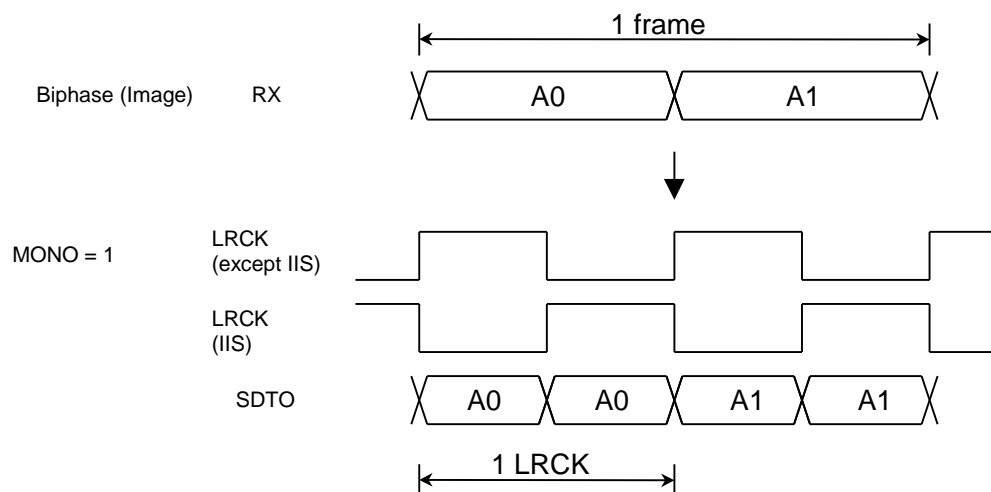 1 frame
Biphase (Image) RX A0 A1
MONO = 1
LRCK
(except IIS)
LRCK
(IIS)
SDTO A0 A0 A1 A1
1 LRCK